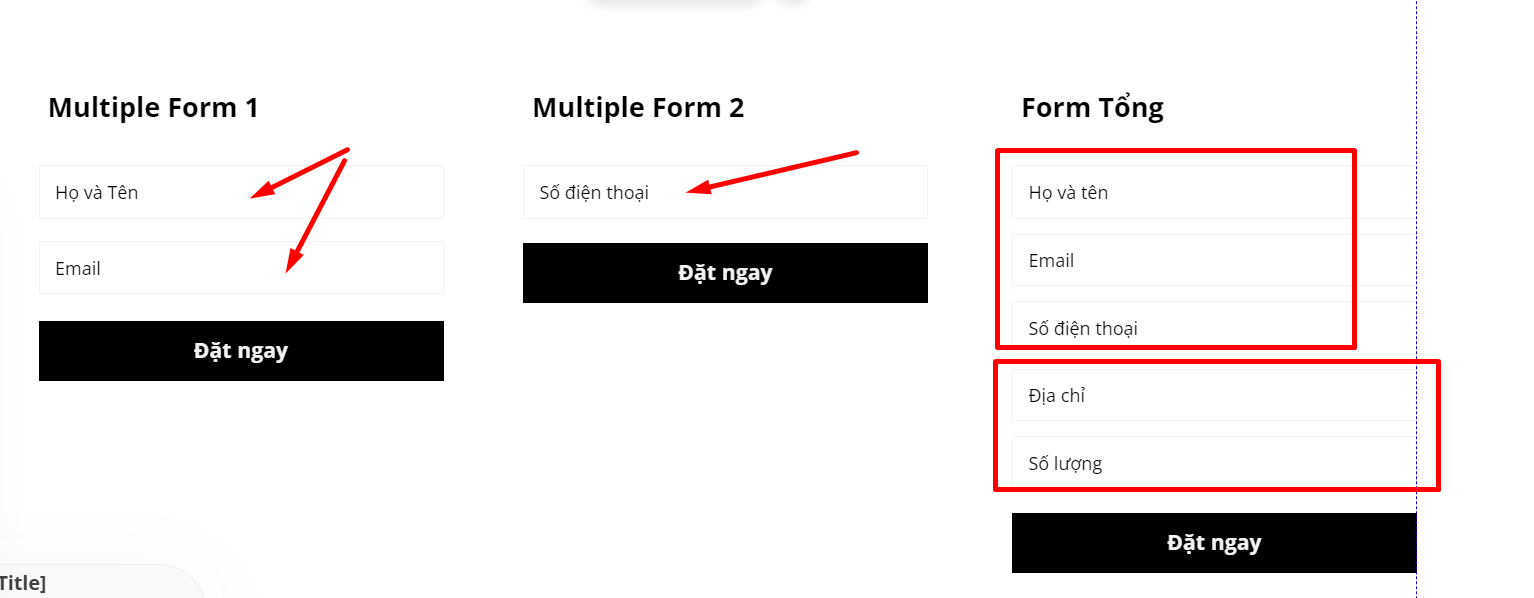 Multiple Form 1
Họ và Tên
Email
Đặt ngay
Multiple Form 2
Số điện thoại
Đặt ngay
Form Tổng
Họ và tên
Email
Số điện thoại
Địa chỉ
Số lượng
Đặt ngay
Title]